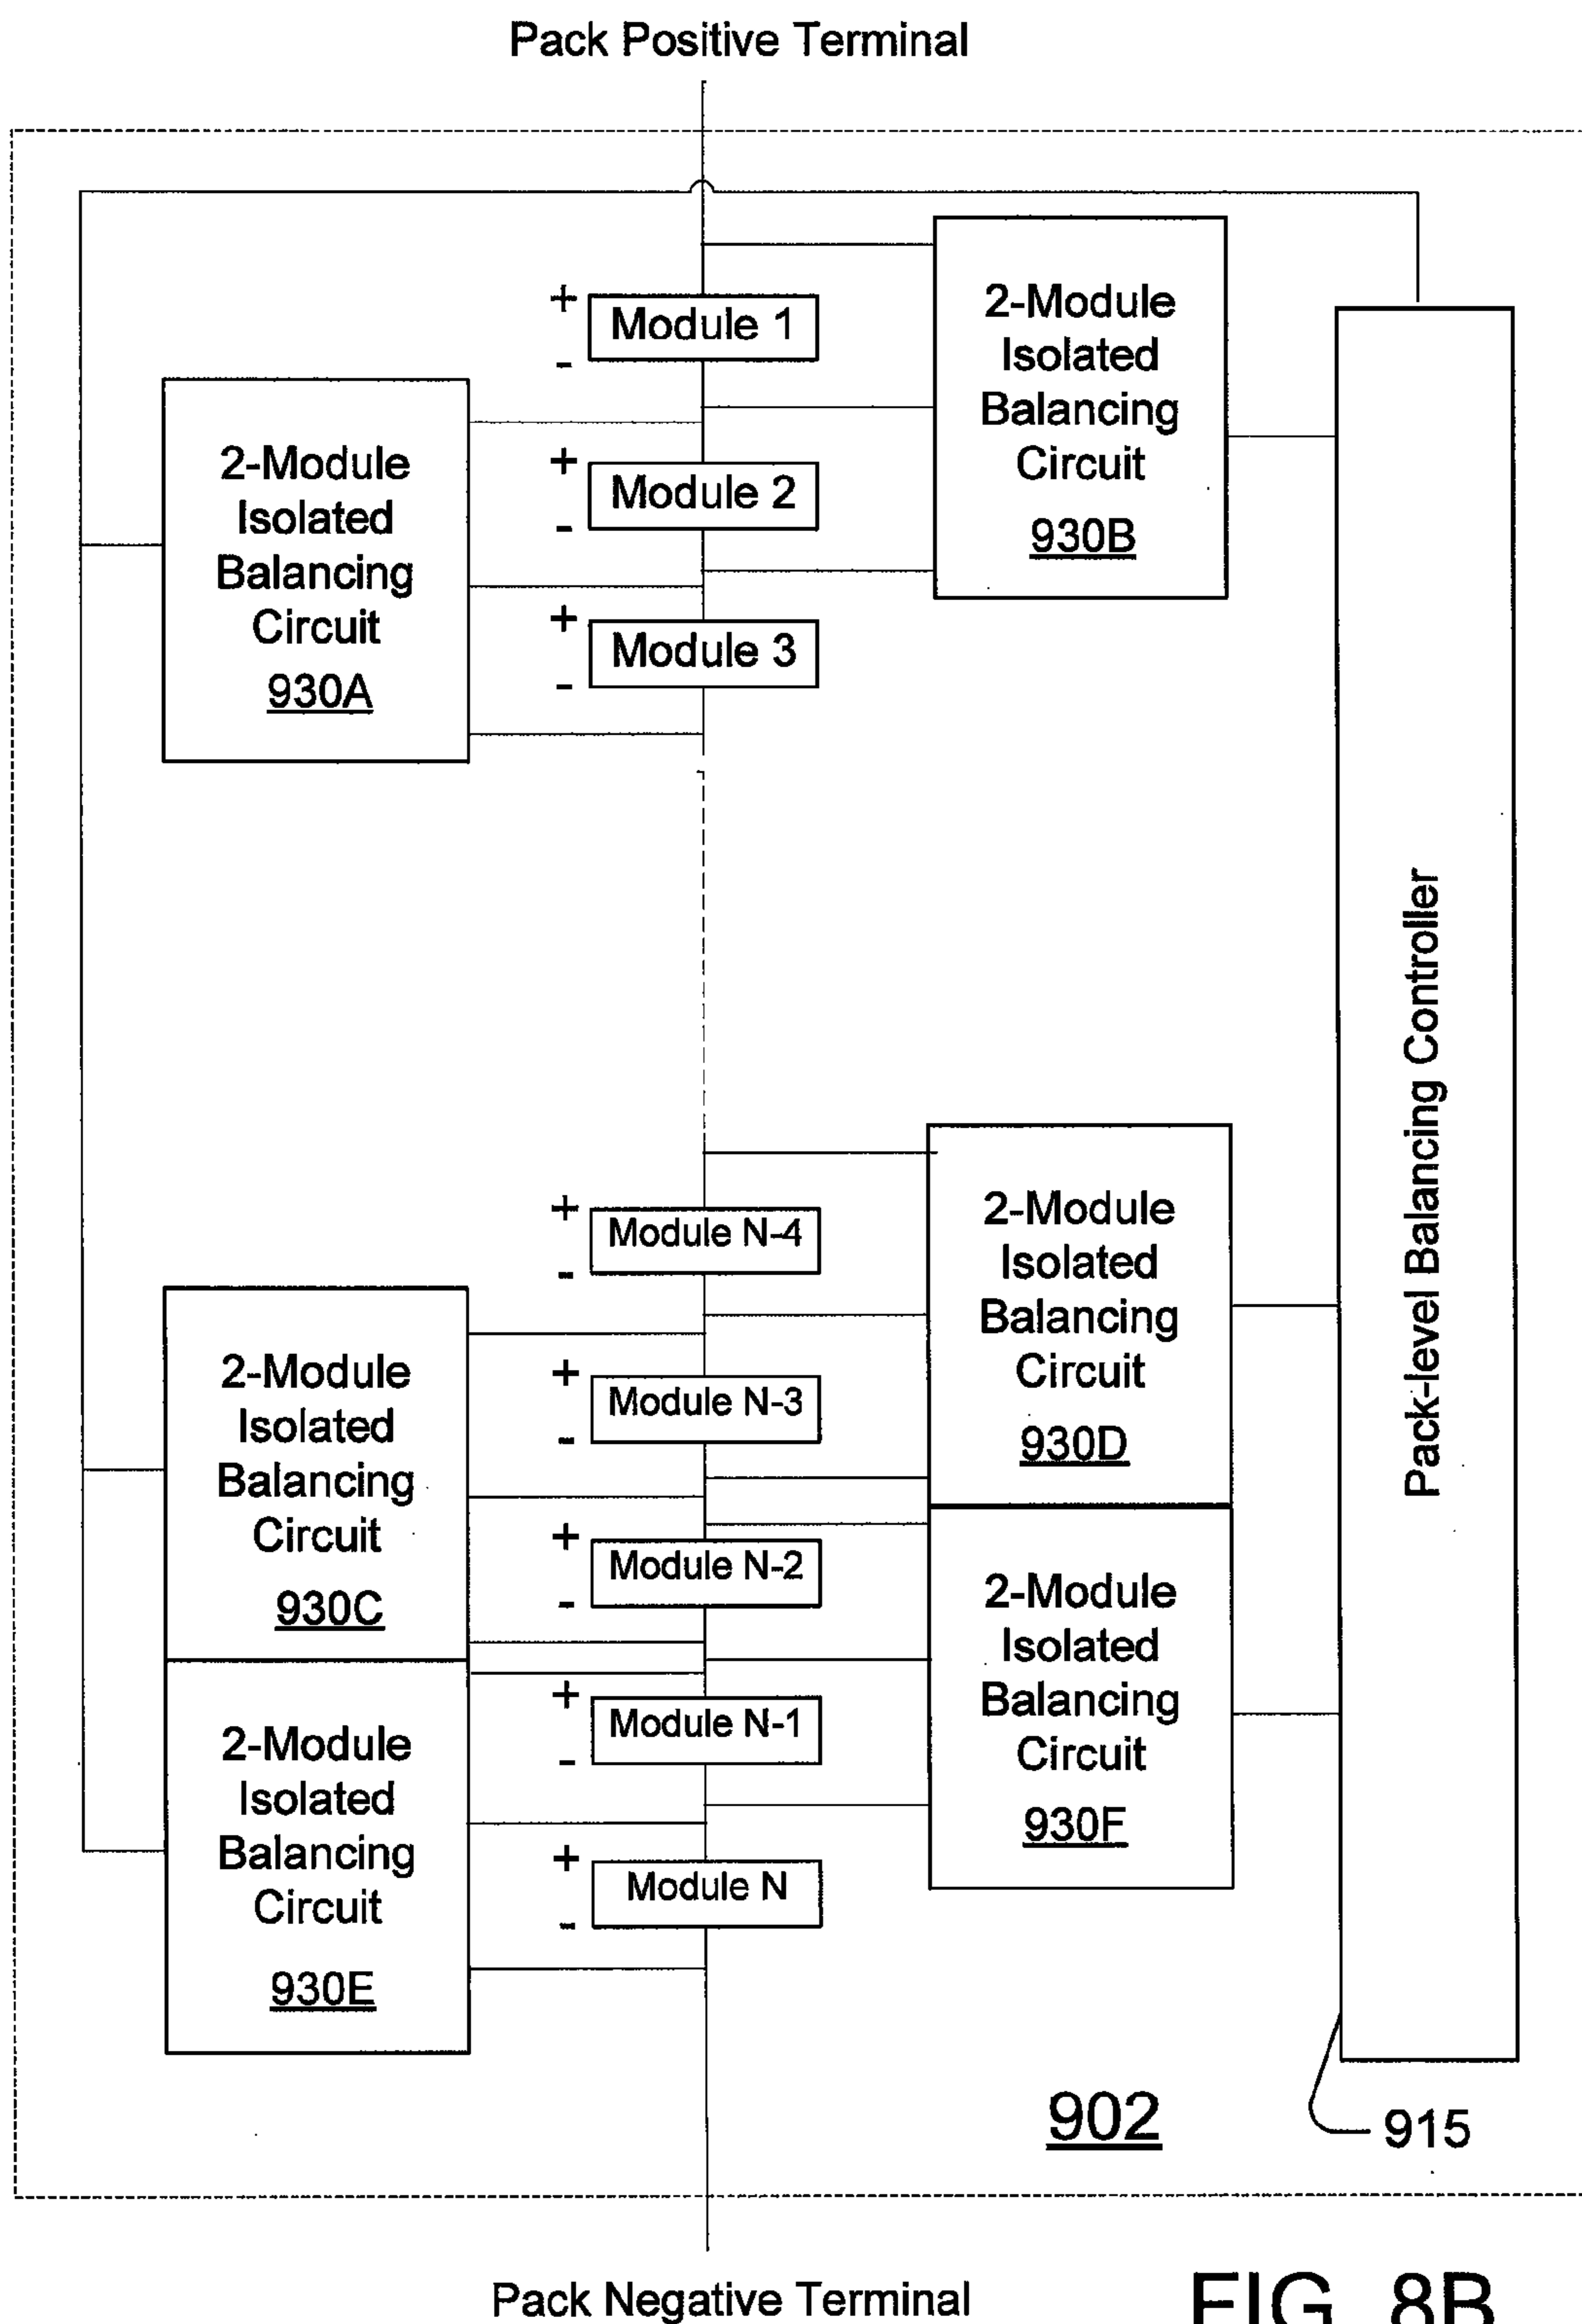 Pack Positive Terminal
+
Module 1
-
2-Module
Isolated
Balancing
Circuit
930B
2-Module
Isolated
Balancing
Circuit
930A
+
Module 2
-
+
Module 3
-
Pack-level Balancing Controller
+
Module N-4
-
2-Module
Isolated
Balancing
Circuit
930D
2-Module
Isolated
Balancing
Circuit
930C
+
Module N-3
-
+
Module N-2
-
2-Module
Isolated
Balancing
Circuit
930F
2-Module
Isolated
Balancing
Circuit
930E
+
Module N-1
-
+
Module N
-
902
915
Pack Negative Terminal
FIG. 8B